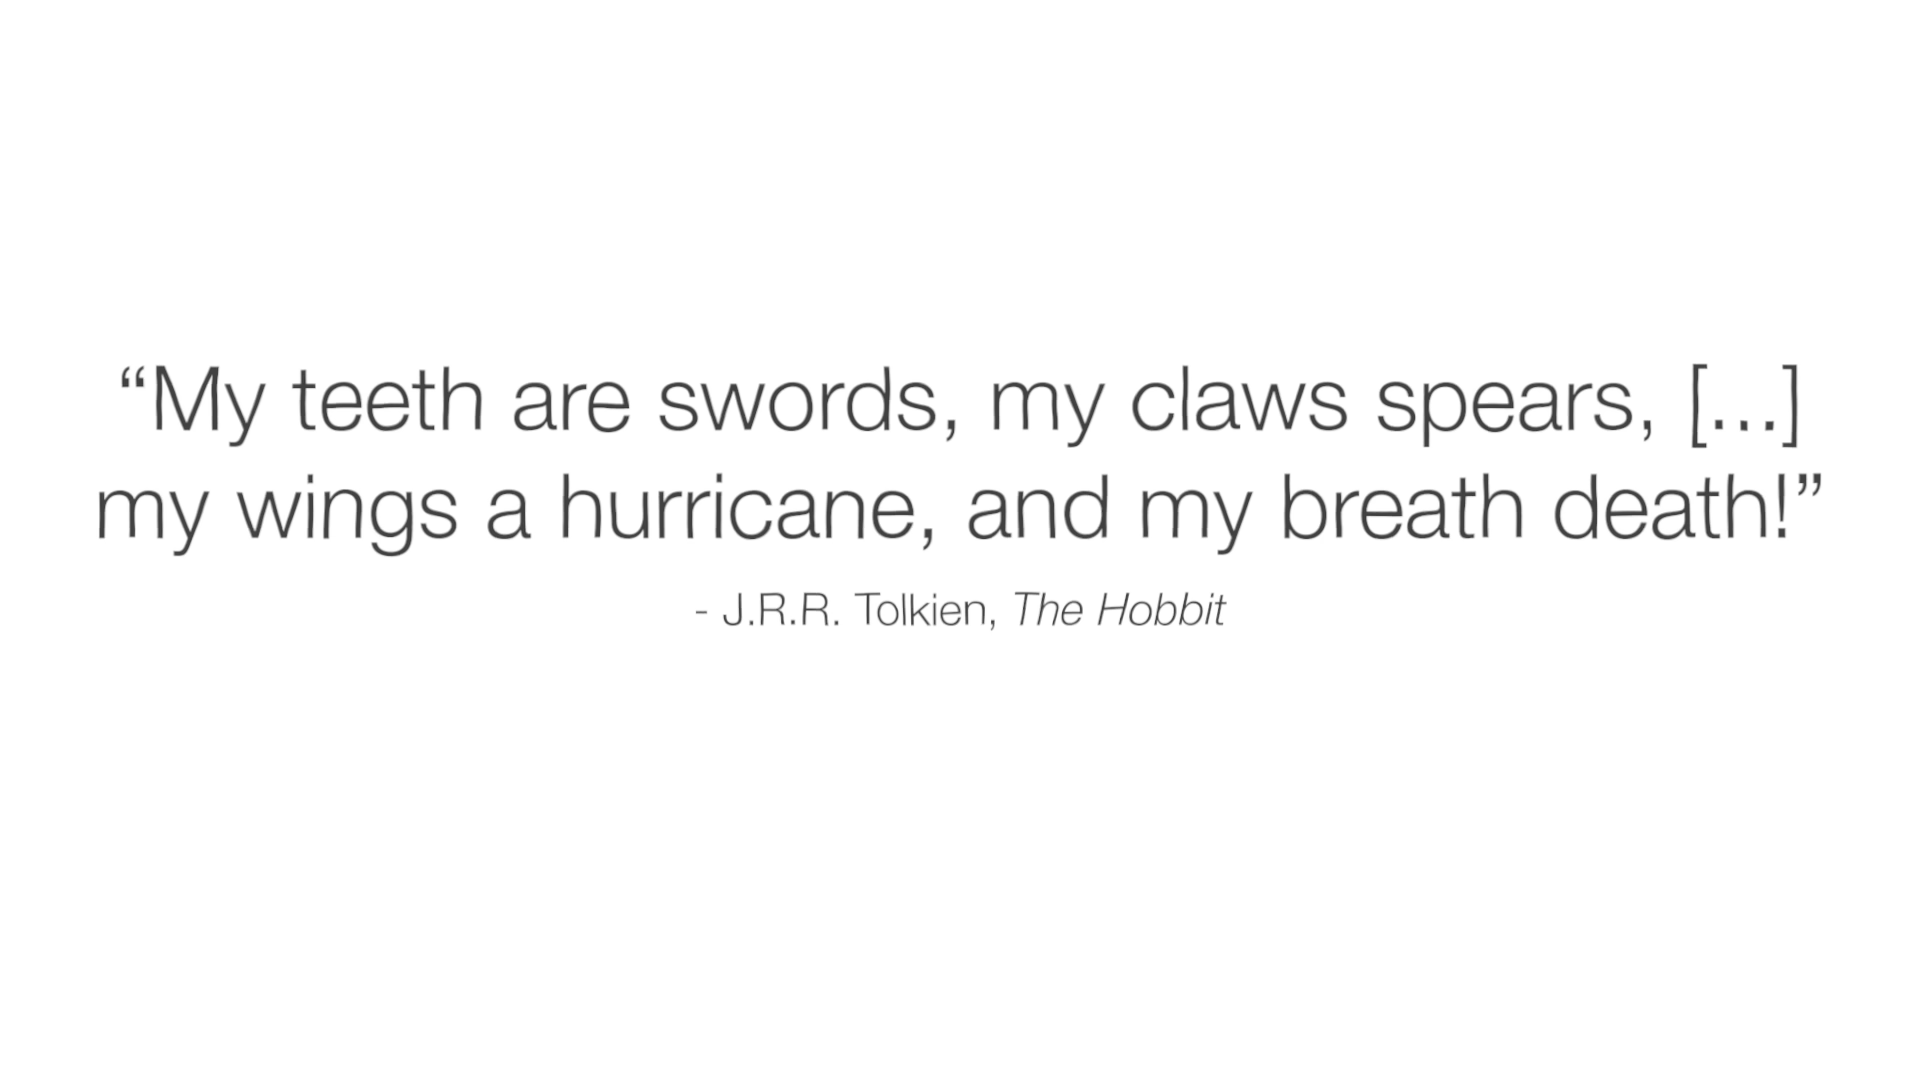 “My teeth are swords, my claws spears, [...]
my wings a hurricane, and my breath death!”
- J.R.R. Tolkien, The Hobbit